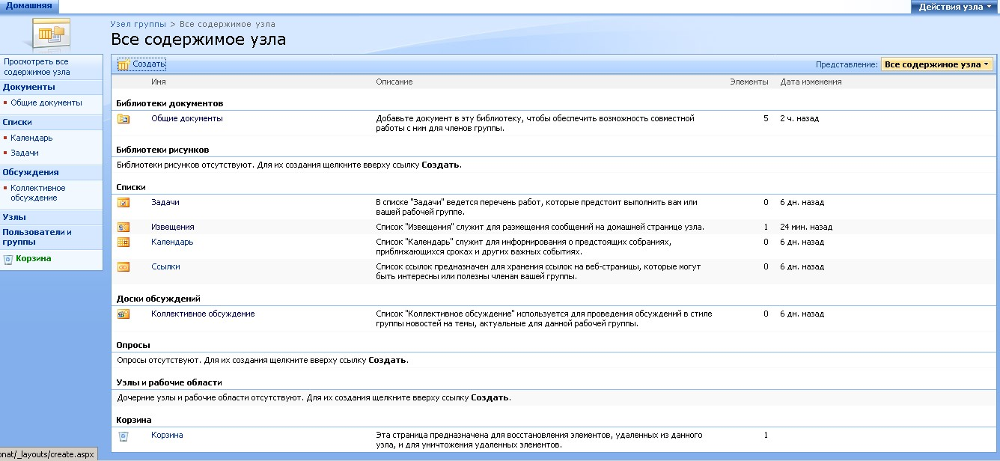 Домашняя
Действия узла
Узел группы > Все содержимое узла
Все содержимое узла
Просмотреть все
содержимое узла
Документы
Общие документы
Списки
Календарь
Задачи
Обсуждения
Коллективное
обсуждение
Узлы
Пользователи и
группы
Корзина
Создать
Представление: Все содержимое узла
Имя Описание Элементы Дата изменения
Библиотеки документов
Общие документы Добавьте документ в эту библиотеку, чтобы обеспечить возможность совместной 5 2 ч. назад
работы с ним для членов группы.
Библиотеки рисунков
Библиотеки рисунков отсутствуют. Для их создания щелкните вверху ссылку Создать.
Списки
Задачи В списке "Задачи" ведется перечень работ, которые предстоит выполнить вам или 0 6 дн. назад
вашей рабочей группе.
Извещения Список "Извещения" служит для размещения сообщений на домашней странице узла. 1 24 мин. назад
Календарь Список "Календарь" служит для информирования о предстоящих собраниях, 0 6 дн. назад
приближающихся сроках и других важных событиях.
Ссылки Список ссылок предназначен для хранения ссылок на веб-страницы, которые могут 0 6 дн. назад
быть интересны или полезны членам вашей группы.
Доски обсуждений
Коллективное обсуждение Список "Коллективное обсуждение" используется для проведения обсуждений в стиле 0 6 дн. назад
группы новостей на темы, актуальные для данной рабочей группы.
Опросы
Опросы отсутствуют. Для их создания щелкните вверху ссылку Создать.
Узлы и рабочие области
Дочерние узлы и рабочие области отсутствуют. Для их создания щелкните вверху ссылку Создать.
Корзина
Корзина Эта страница предназначена для восстановления элементов, удаленных из данного 1
узла, и для уничтожения удаленных элементов.
onat/_layouts/create.aspx